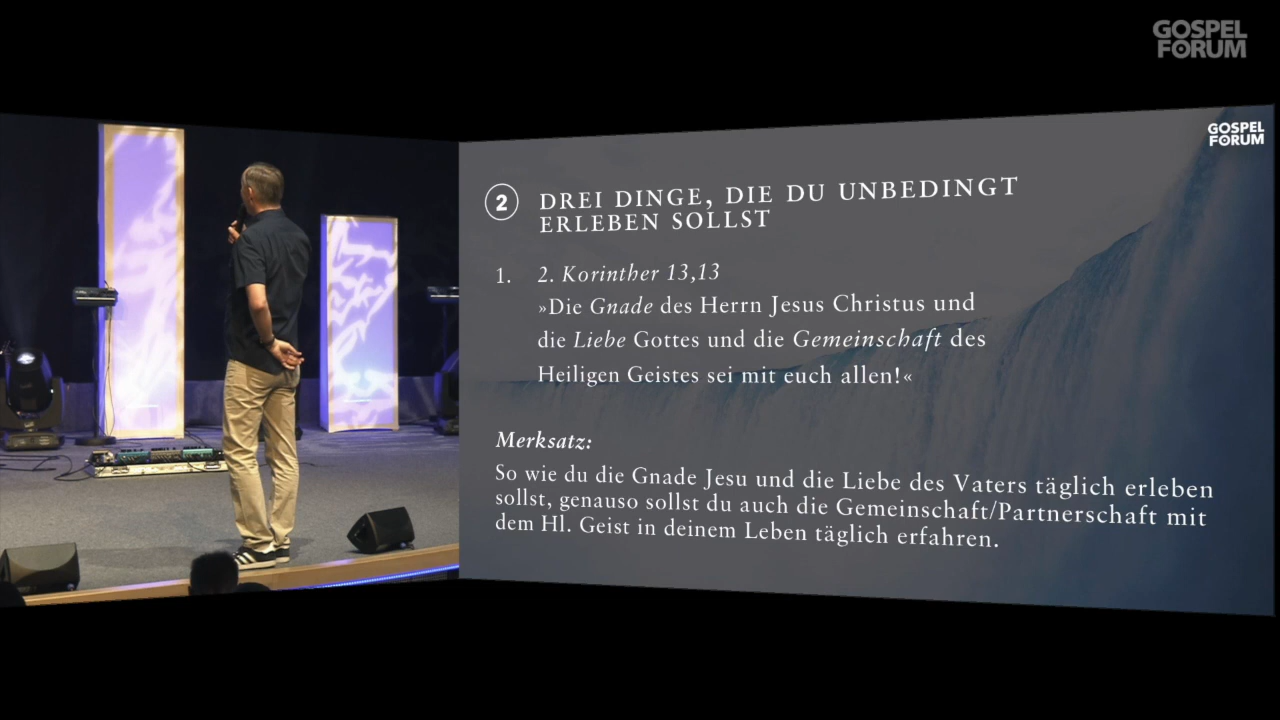 GOSPEL
FORUM
GOSPEL
FORUM
2 DREI DINGE, DIE DU UNBEDINGT
ERLEBEN SOLLST
1. 2. Korinther 13,13
»Die Gnade des Herrn Jesus Christus und
die Liebe Gottes und die Gemeinschaft des
Heiligen Geistes sei mit euch allen!«
Merksatz:
So wie du die Gnade Jesu und die Liebe des Vaters täglich erleben
sollst, genauso sollst du auch die Gemeinschaft/Partnerschaft mit
dem Hl. Geist in deinem Leben täglich erfahren.